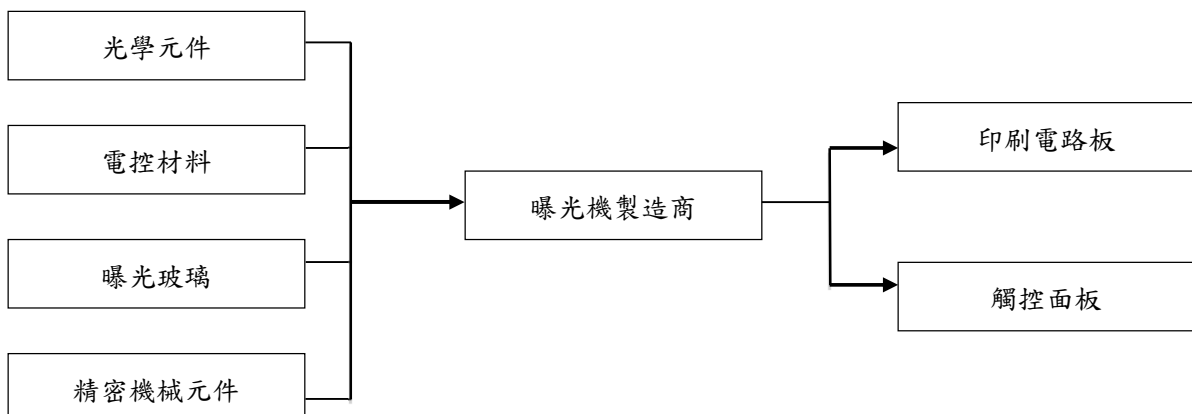 光學元件
電控材料
曝光玻璃
精密機械元件
曝光機製造商
印刷電路板
觸控面板